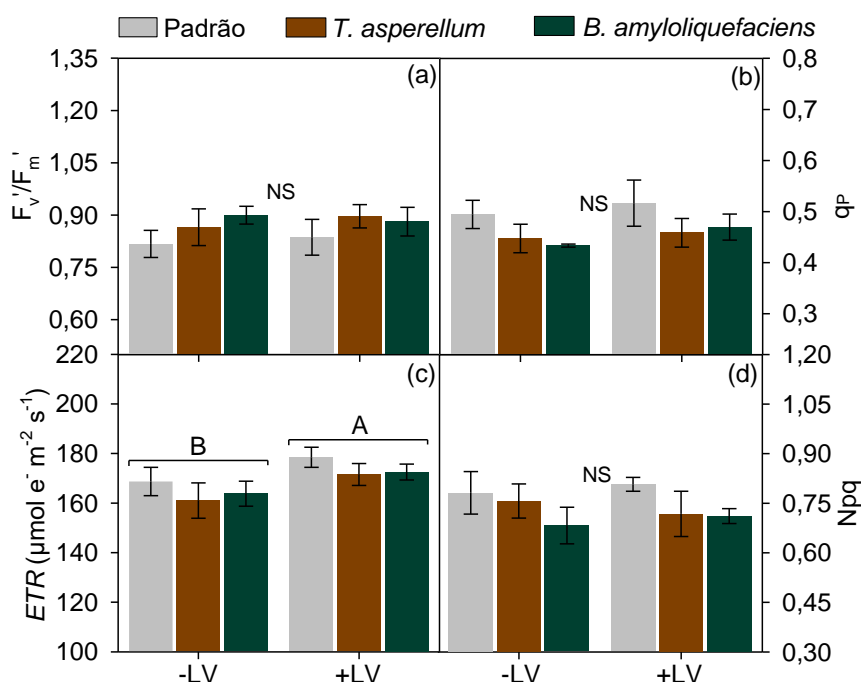 Padrão T. asperellum B. amyloliquefaciens
1,35 (a) (b) 0,8
1,20 0,7
1,05 0,6
Fv'/Fm' NS NS qP
0,90 0,5
0,75 0,4
0,60 0,3
220 (c) (d) 1,20
200 1,05
B A
180 0,90
ETR (µmol e- m-2 s-1) NS Npq
160 0,75
140 0,60
120 0,45
100 0,30
-LV +LV -LV +LV